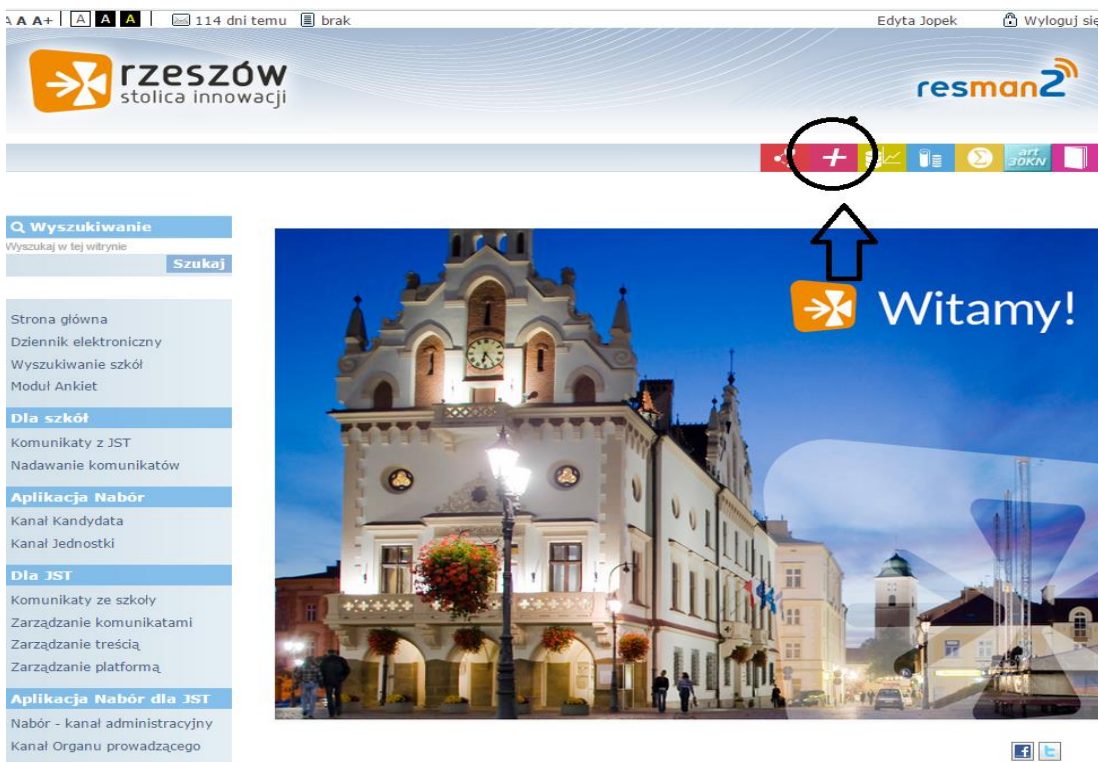 A A A+ A A A 114 dni temu brak Edyta Jopek Wyloguj się
rzeszów
stolica innowacji
resman2
+ Σ art
30KN
Wyszukiwanie
Wyszukaj w tej witrynie
Szukaj
Witamy!
Strona główna
Dziennik elektroniczny
Wyszukiwanie szkół
Moduł Ankiet
Dla szkół
Komunikaty z JST
Nadawanie komunikatów
Aplikacja Nabór
Kanał Kandydata
Kanał Jednostki
Dla JST
Komunikaty ze szkoły
Zarządzanie komunikatami
Zarządzanie treścią
Zarządzanie platformą
Aplikacja Nabór dla JST
Nabór - kanał administracyjny
Kanał Organu prowadzącego